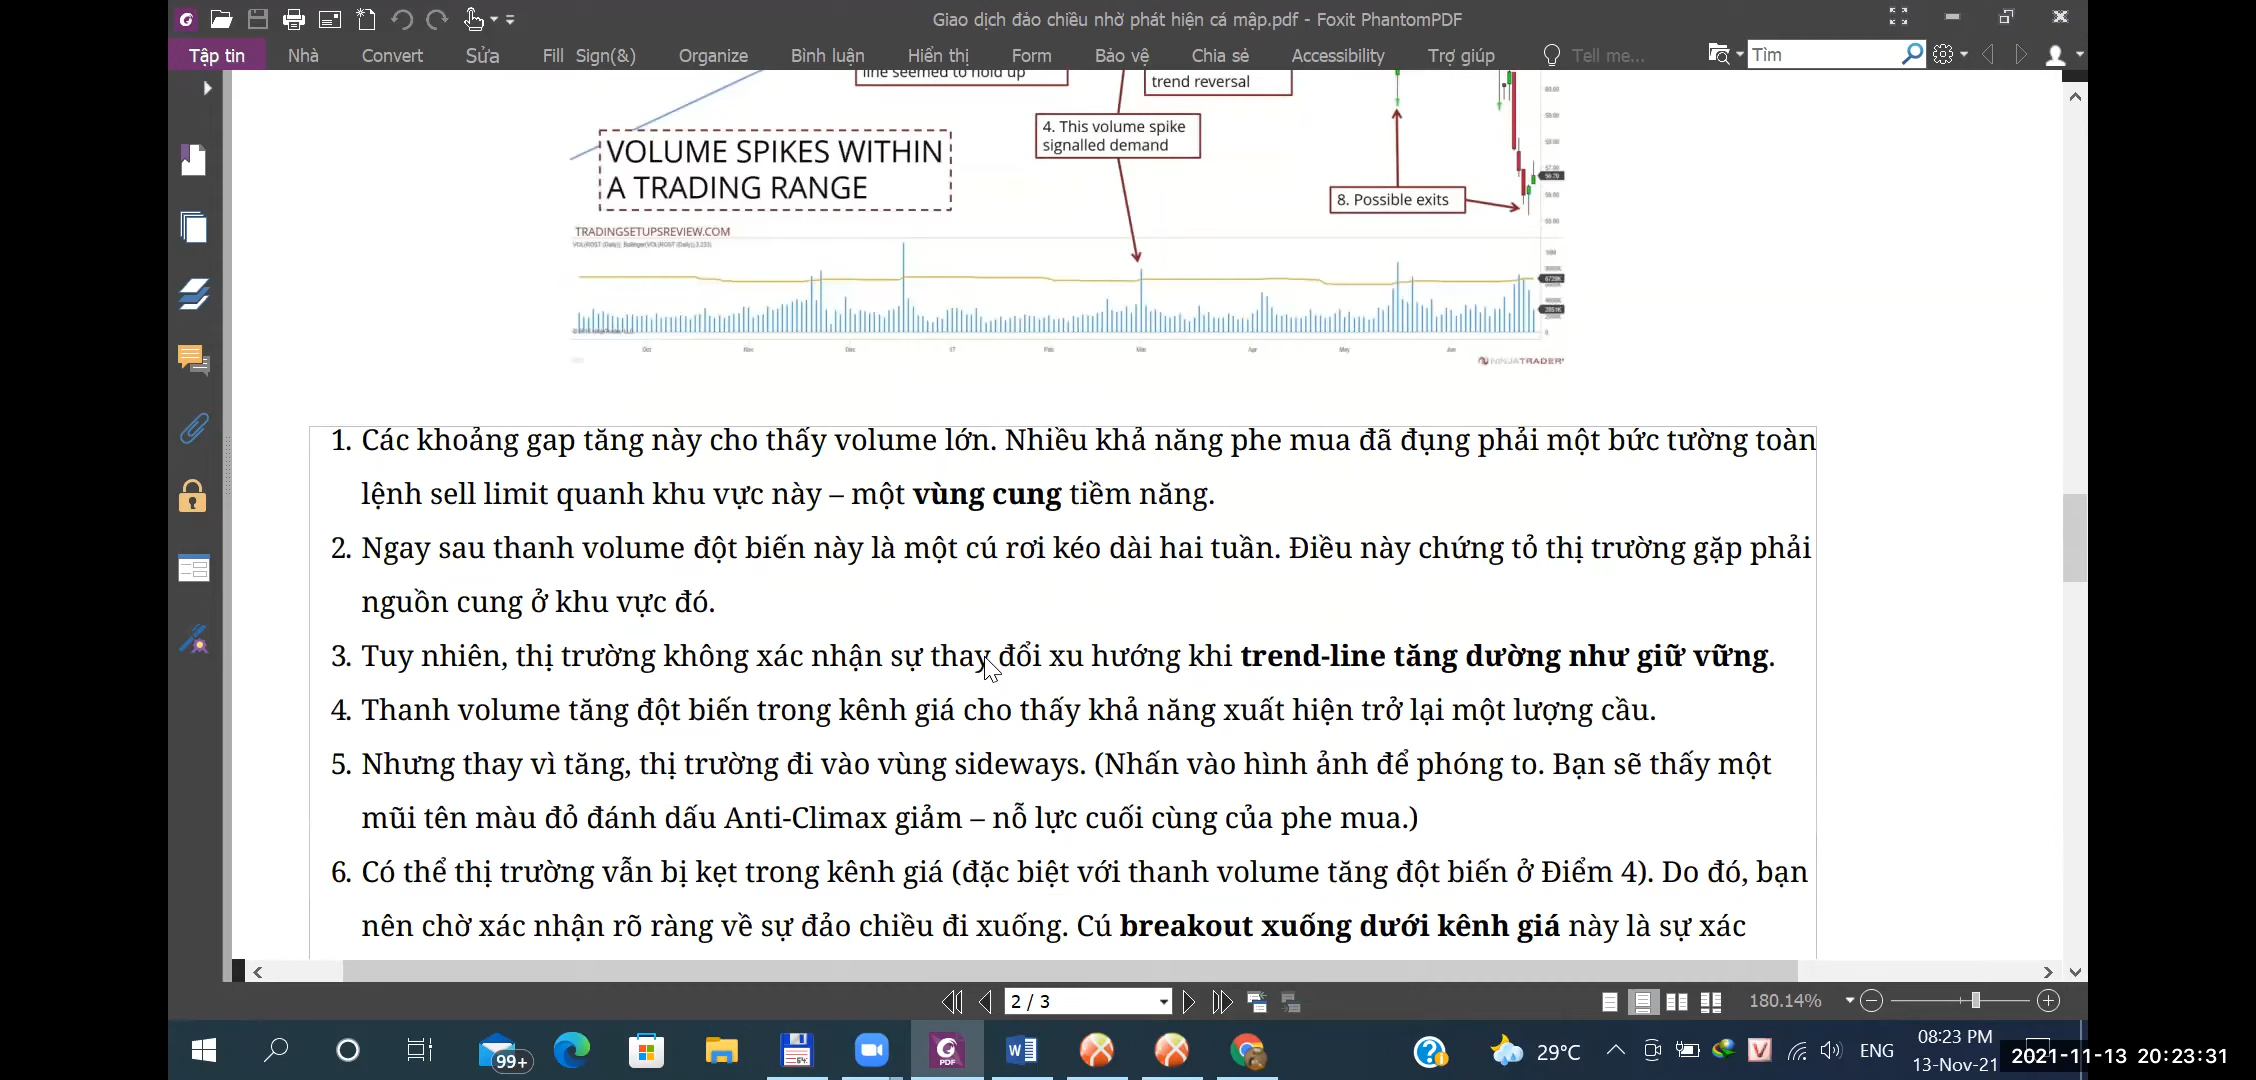 Giao dịch đảo chiều nhờ phát hiện cá mập.pdf - Foxit PhantomPDF
Tập tin Nhà Convert Sửa Fill Sign(&) Organize Bình luận Hiển thị Form Bảo vệ Chia sẻ Accessibility Trợ giúp Tell me... Tìm
line seemed to hold up
trend reversal
4. This volume spike
signalled demand
VOLUME SPIKES WITHIN
A TRADING RANGE
8. Possible exits
TRADINGSETUPSREVIEW.COM
NINJATRADER
1. Các khoảng gap tăng này cho thấy volume lớn. Nhiều khả năng phe mua đã đụng phải một bức tường toàn
lệnh sell limit quanh khu vực này – một vùng cung tiềm năng.
2. Ngay sau thanh volume đột biến này là một cú rơi kéo dài hai tuần. Điều này chứng tỏ thị trường gặp phải
nguồn cung ở khu vực đó.
3. Tuy nhiên, thị trường không xác nhận sự thay đổi xu hướng khi trend-line tăng dường như giữ vững.
4. Thanh volume tăng đột biến trong kênh giá cho thấy khả năng xuất hiện trở lại một lượng cầu.
5. Nhưng thay vì tăng, thị trường đi vào vùng sideways. (Nhấn vào hình ảnh để phóng to. Bạn sẽ thấy một
mũi tên màu đỏ đánh dấu Anti-Climax giảm – nỗ lực cuối cùng của phe mua.)
6. Có thể thị trường vẫn bị kẹt trong kênh giá (đặc biệt với thanh volume tăng đột biến ở Điểm 4). Do đó, bạn
nên chờ xác nhận rõ ràng về sự đảo chiều đi xuống. Cú breakout xuống dưới kênh giá này là sự xác
2 / 3
180.14%
99+
PDF
29°C
ENG
08:23 PM
13-Nov-21
2021-11-13 20:23:31